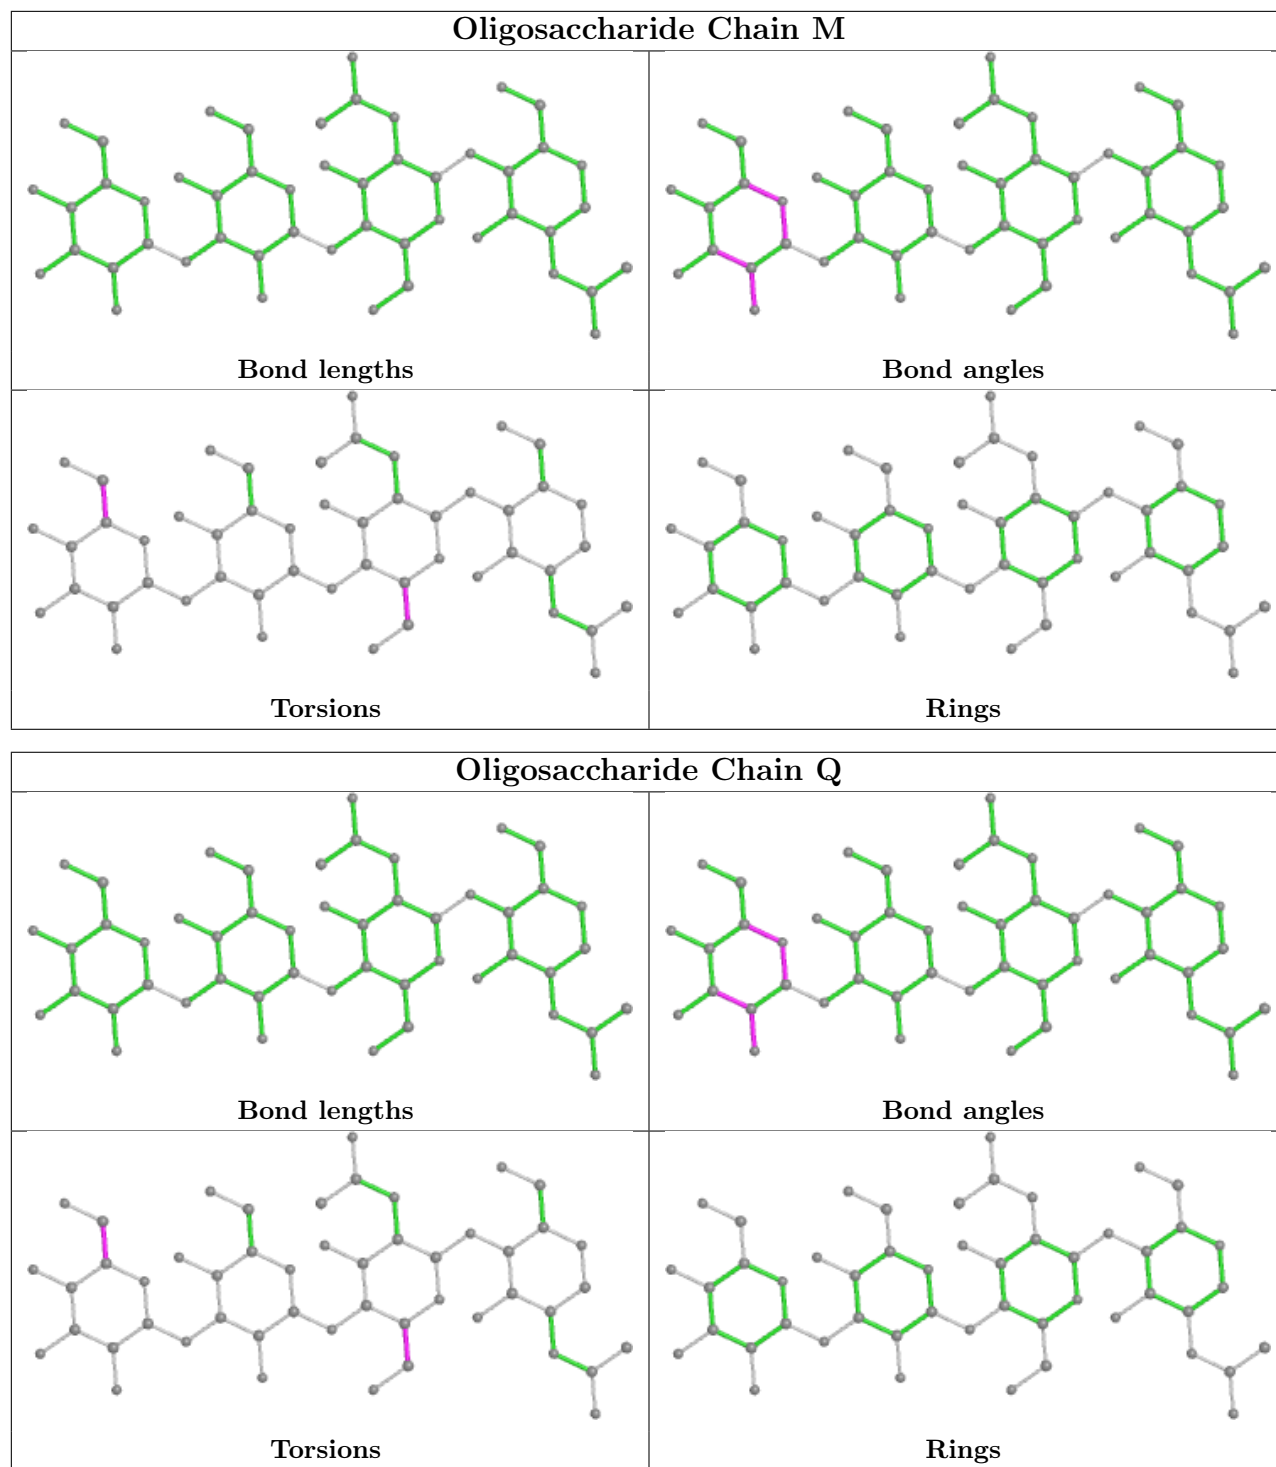 Oligosaccharide Chain M
Bond lengths
Bond angles
Torsions
Rings
Oligosaccharide Chain Q
Bond lengths
Bond angles
Torsions
Rings